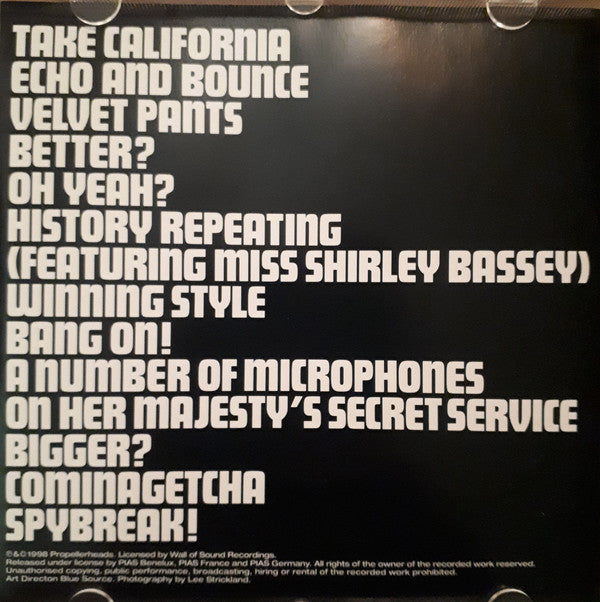 TAKE CALIFORNIA
ECHO AND BOUNCE
VELVET PANTS
BETTER?
OH YEAH?
HISTORY REPEATING
(FEATURING MISS SHIRLEY BASSEY)
WINNING STYLE
BANG ON!
A NUMBER OF MICROPHONES
ON HER MAJESTY'S SECRET SERVICE
BIGGER?
COMINAGETCHA
SPYBREAK!
℗&©1998 Propellerheads. Licensed by Wall of Sound Recordings.
Released under license by PIAS Benelux, PIAS France and PIAS Germany. All rights of the owner of the recorded work reserved.
Unauthorised copying, public performance, broadcasting, hiring or rental of the recorded work prohibited.
Art Directon Blue Source. Photography by Lee Strickland.